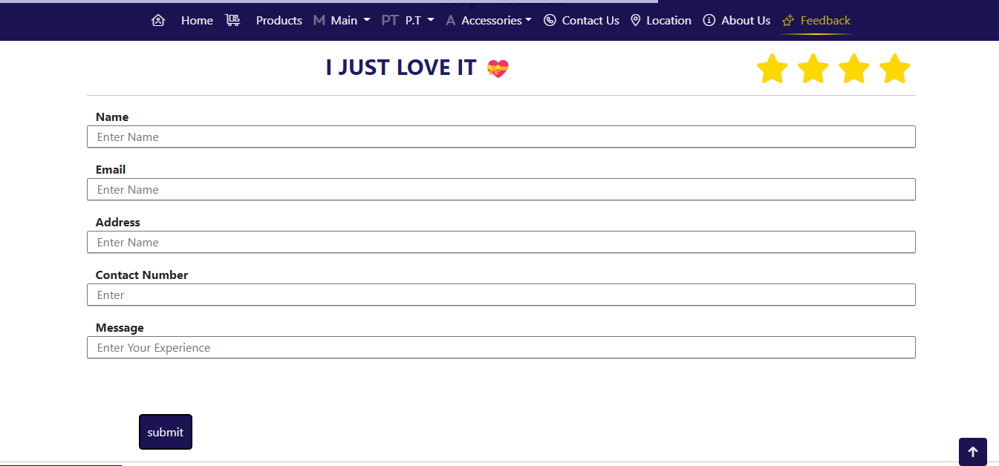 Home Products M Main PT P.T A Accessories Contact Us Location About Us Feedback
I JUST LOVE IT 💝
Name
Enter Name
Email
Enter Name
Address
Enter Name
Contact Number
Enter
Message
Enter Your Experience
submit